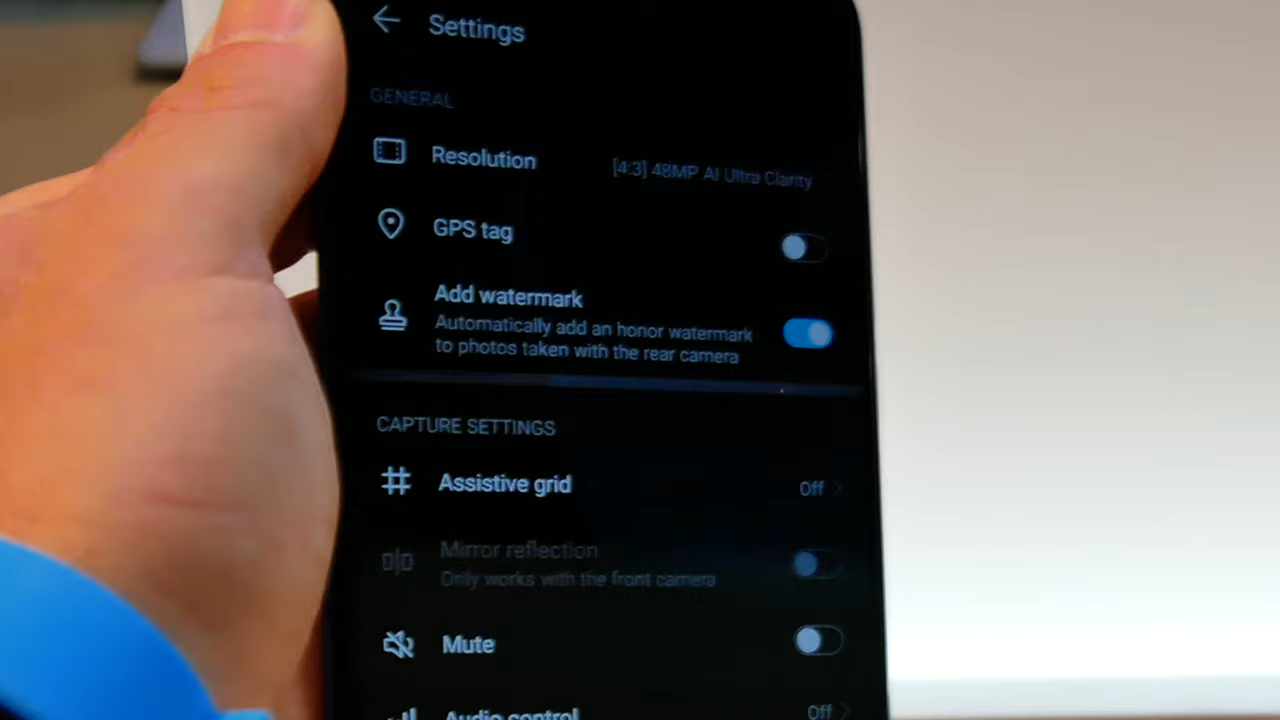 Settings
GENERAL
Resolution [4:3] 48MP AI Ultra Clarity
GPS tag
Add watermark
Automatically add an honor watermark
to photos taken with the rear camera
CAPTURE SETTINGS
Assistive grid Off
Mirror reflection
Only works with the front camera
Mute
Audio control Off